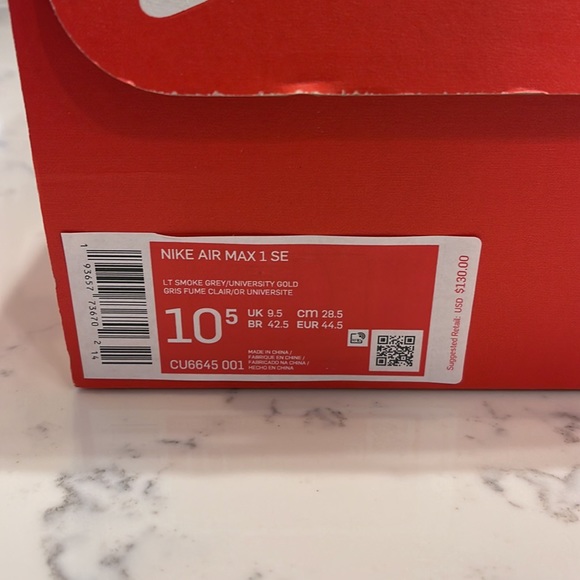 NIKE AIR MAX 1 SE
LT SMOKE GREY/UNIVERSITY GOLD
GRIS FUME CLAIR/OR UNIVERSITE
10⁵
UK 9.5 cm 28.5
BR 42.5 EUR 44.5
CU6645 001
MADE IN CHINA /
FABRIQUE EN CHINE /
FABRICADO NA CHINA /
HECHO EN CHINA
1 93657 73670 2 14
Suggested Retail: USD $130.00